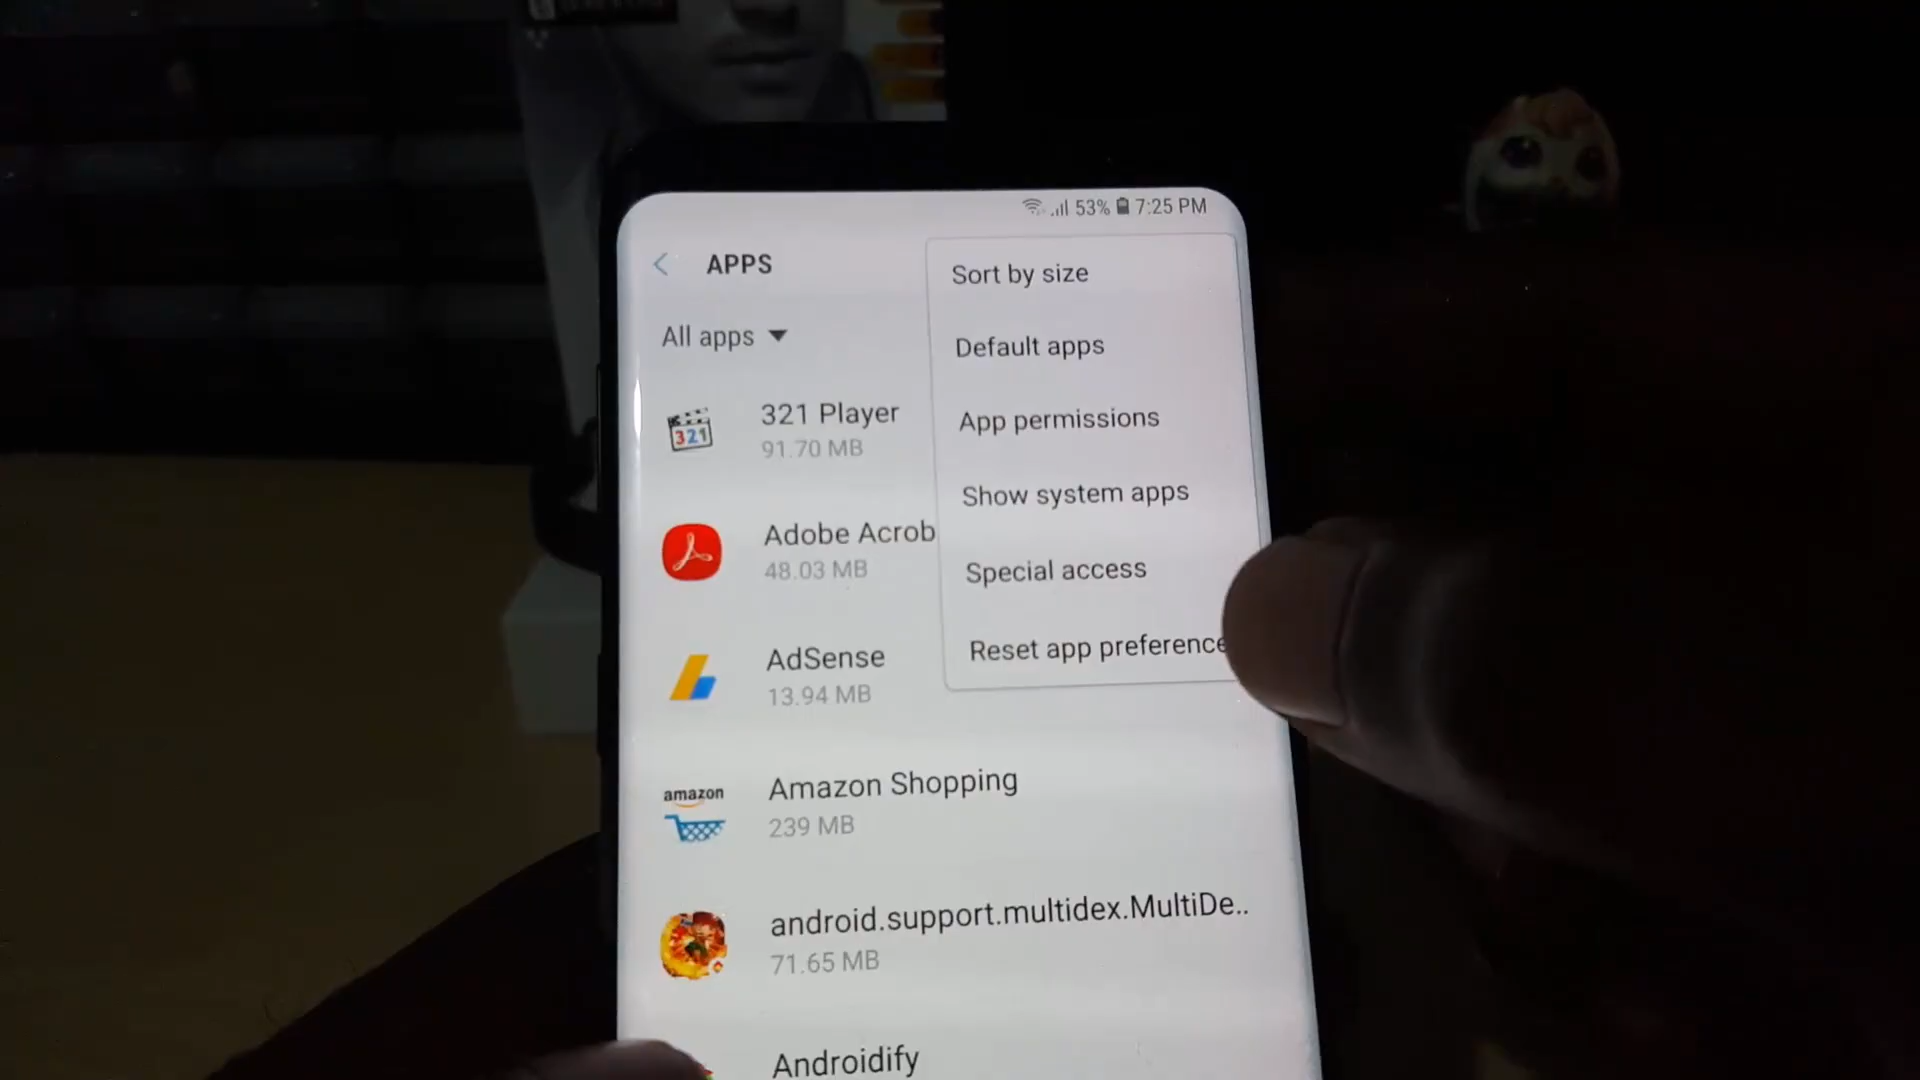 53% 7:25 PM
APPS
Sort by size
Default apps
App permissions
Show system apps
Special access
Reset app preference
All apps
321 Player
91.70 MB
321
Adobe Acrob
48.03 MB
AdSense
13.94 MB
Amazon Shopping
239 MB
amazon
android.support.multidex.MultiDe..
71.65 MB
Androidify